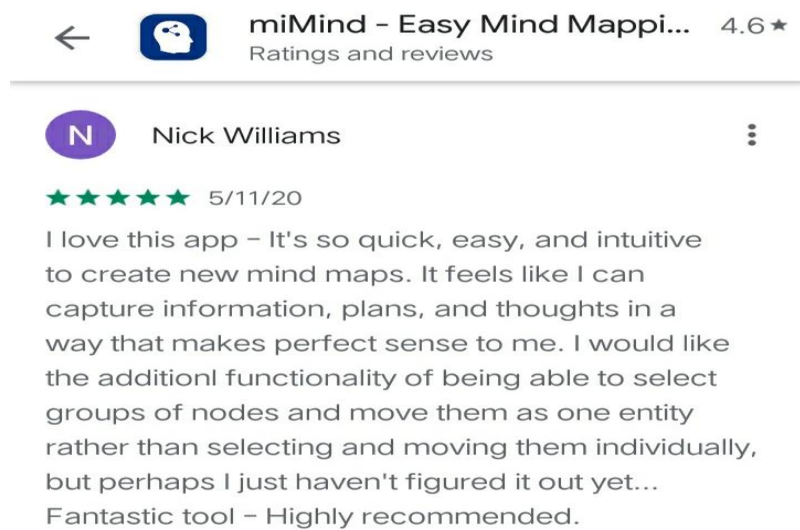 miMind - Easy Mind Mappi... 4.6★
Ratings and reviews
N Nick Williams
★★★★★ 5/11/20
I love this app – It's so quick, easy, and intuitive
to create new mind maps. It feels like I can
capture information, plans, and thoughts in a
way that makes perfect sense to me. I would like
the additionl functionality of being able to select
groups of nodes and move them as one entity
rather than selecting and moving them individually,
but perhaps I just haven't figured it out yet...
Fantastic tool – Highly recommended.